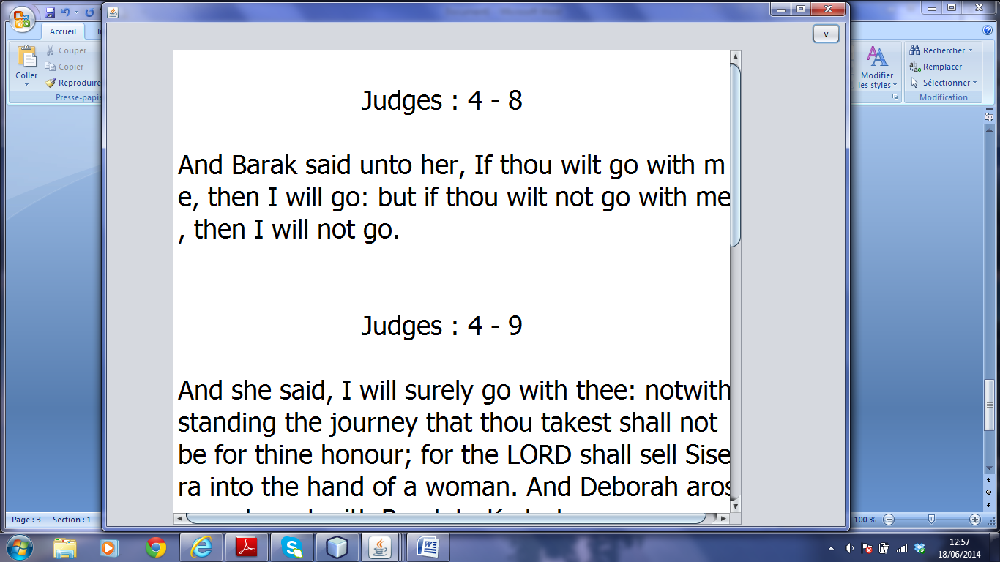 Document - Microsoft Word
Accueil
Couper
Copier
Coller
Reproduire
Presse-papie
Rechercher
Remplacer
Sélectionner
Modifier
les styles
Modification
v
Judges : 4 - 8
And Barak said unto her, If thou wilt go with m
e, then I will go: but if thou wilt not go with me
, then I will not go.
Judges : 4 - 9
And she said, I will surely go with thee: notwith
standing the journey that thou takest shall not
be for thine honour; for the LORD shall sell Sise
ra into the hand of a woman. And Deborah aros
Page : 3 Section : 1
100 %
12:57
18/06/2014